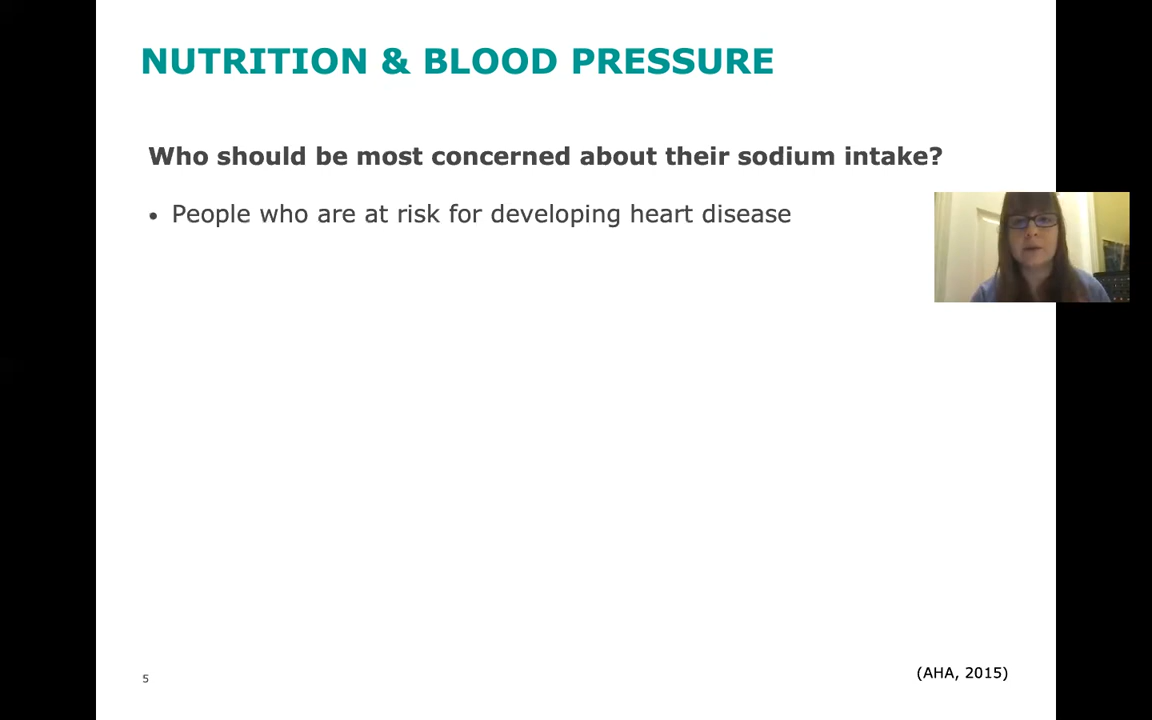 NUTRITION & BLOOD PRESSURE
Who should be most concerned about their sodium intake?
• People who are at risk for developing heart disease
5
(AHA, 2015)